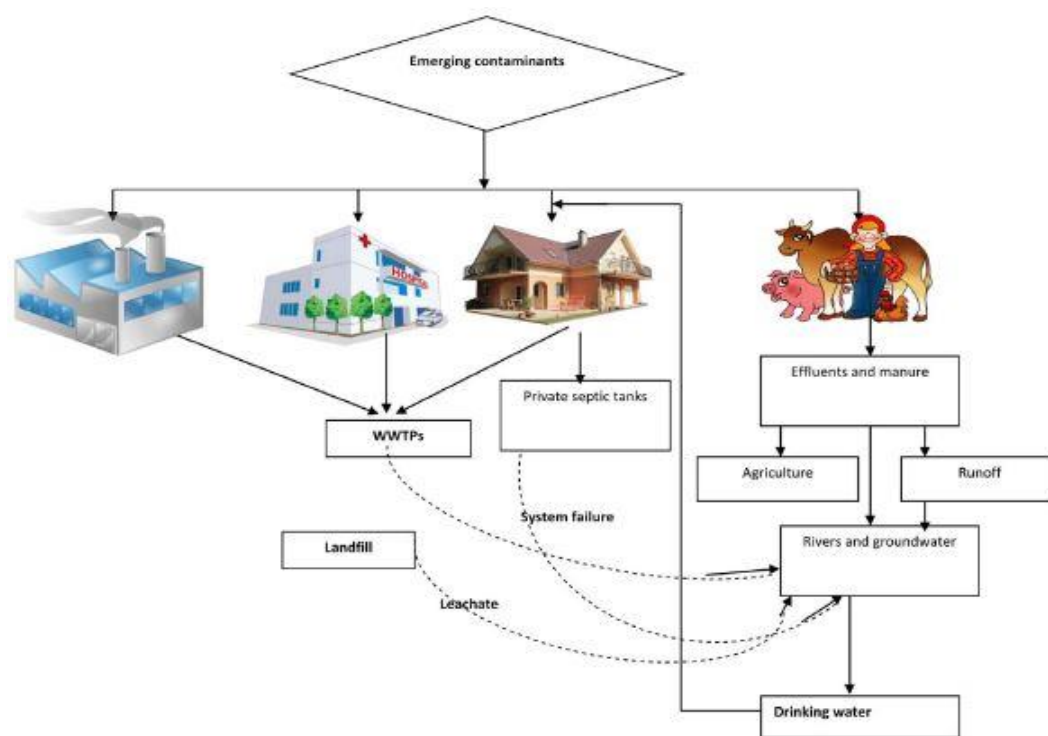 Emerging contaminants
Hospital
Effluents and manure
Private septic tanks
WWTPs
Agriculture
Runoff
System failure
Rivers and groundwater
Landfill
Leachate
Drinking water